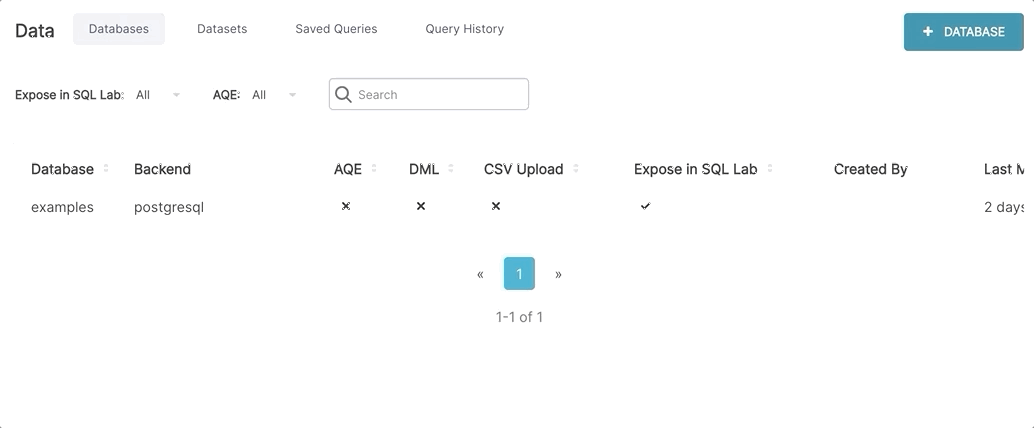 Data Databases Datasets Saved Queries Query History + DATABASE
Expose in SQL Lab: All AQE: All Search
Database Backend AQE DML CSV Upload Expose in SQL Lab Created By Last M
examples postgresql 2 days
« 1 »
1-1 of 1